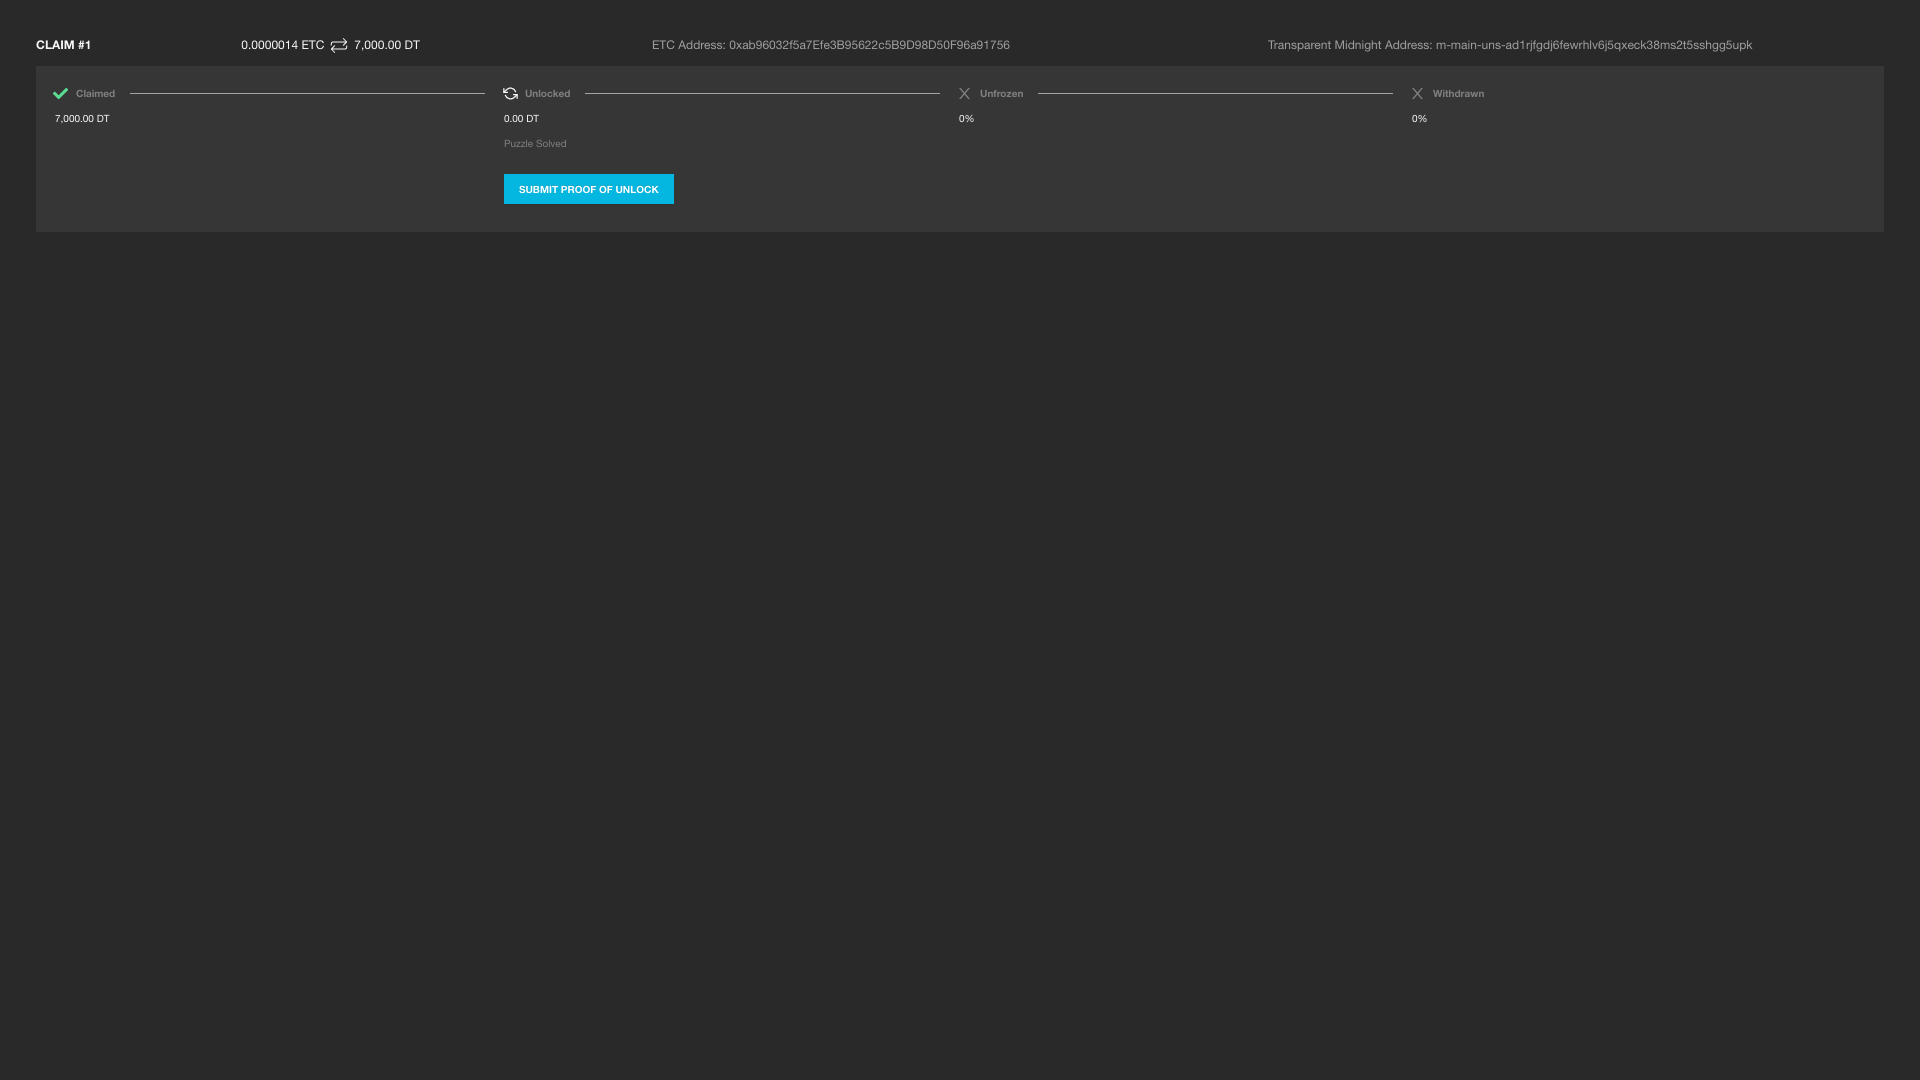 CLAIM #1
0.0000014 ETC 7,000.00 DT
ETC Address: 0xab96032f5a7Efe3B95622c5B9D98D50F96a91756
Transparent Midnight Address: m-main-uns-ad1rjfgdj6fewrhlv6j5qxeck38ms2t5sshgg5upk
Claimed
7,000.00 DT
Unlocked
0.00 DT
Puzzle Solved
SUBMIT PROOF OF UNLOCK
Unfrozen
0%
Withdrawn
0%